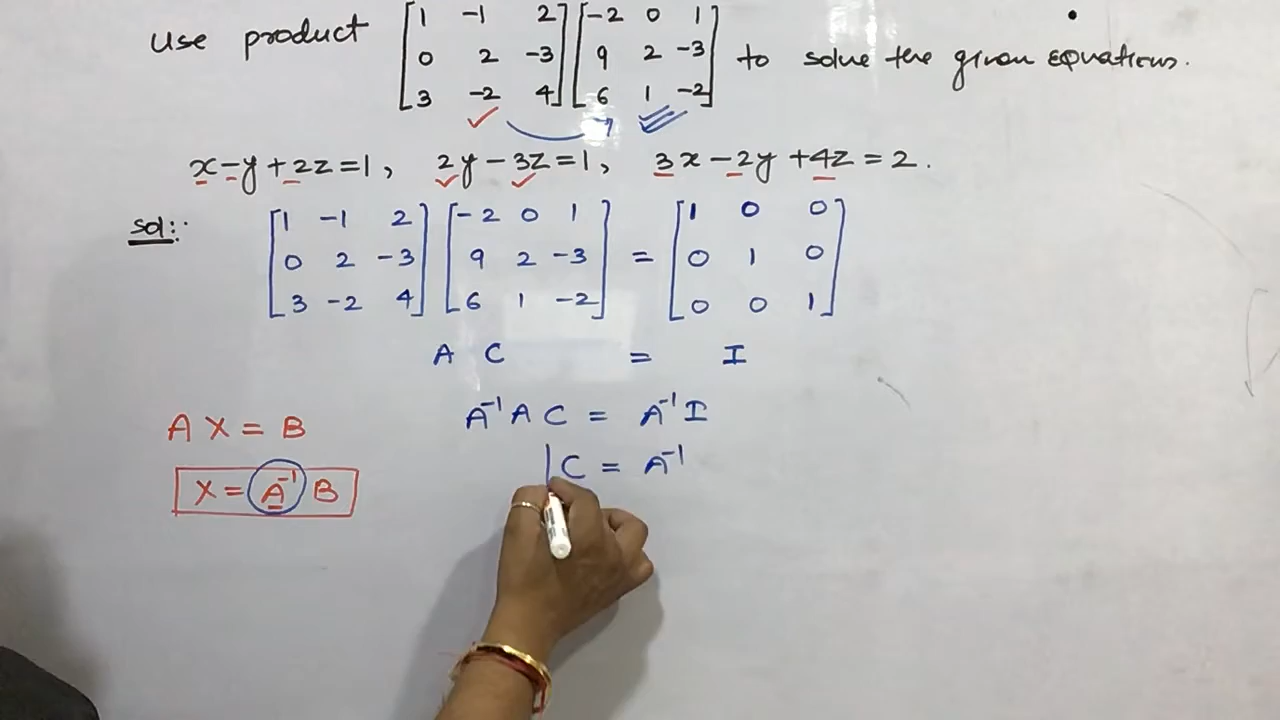 use product [1 -1 2; 0 2 -3; 3 -2 4] [-2 0 1; 9 2 -3; 6 1 -2] to solve the given equations.
x-y+2z=1, 2y-3z=1, 3x-2y+4z=2.
sol:- [1 -1 2; 0 2 -3; 3 -2 4] [-2 0 1; 9 2 -3; 6 1 -2] = [1 0 0; 0 1 0; 0 0 1]
A C = I
A⁻¹ A C = A⁻¹ I
C = A⁻¹
A X = B
X = A⁻¹ B